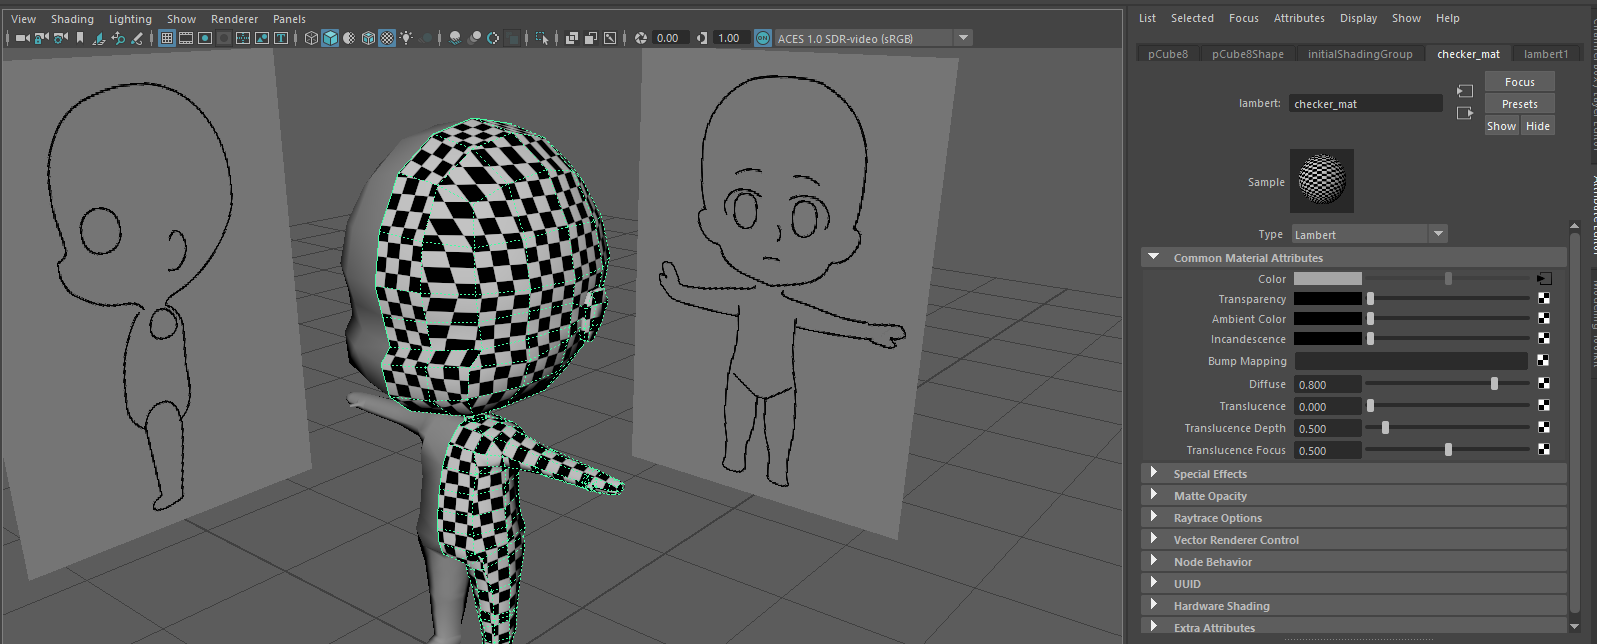 View Shading Lighting Show Renderer Panels
0.00 1.00 ON ACES 1.0 SDR-video (sRGB)
List Selected Focus Attributes Display Show Help
pCube8 pCube8Shape initialShadingGroup checker_mat lambert1
Focus
lambert: checker_mat Presets
Show Hide
Sample
Type Lambert
Common Material Attributes
Color
Transparency
Ambient Color
Incandescence
Bump Mapping
Diffuse 0.800
Translucence 0.000
Translucence Depth 0.500
Translucence Focus 0.500
Special Effects
Matte Opacity
Raytrace Options
Vector Renderer Control
Node Behavior
UUID
Hardware Shading
Extra Attributes